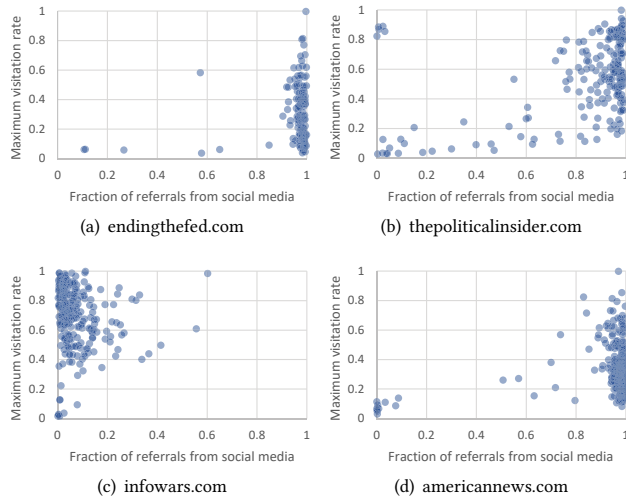 1
0.8
0.6
0.4
0.2
0
0 0.2 0.4 0.6 0.8 1
Maximum visitation rate
Fraction of referrals from social media
(a) endingthefed.com
1
0.8
0.6
0.4
0.2
0
0 0.2 0.4 0.6 0.8 1
Maximum visitation rate
Fraction of referrals from social media
(b) thepoliticalinsider.com
1
0.8
0.6
0.4
0.2
0
0 0.2 0.4 0.6 0.8 1
Maximum visitation rate
Fraction of referrals from social media
(c) infowars.com
1
0.8
0.6
0.4
0.2
0
0 0.2 0.4 0.6 0.8 1
Maximum visitation rate
Fraction of referrals from social media
(d) americannews.com